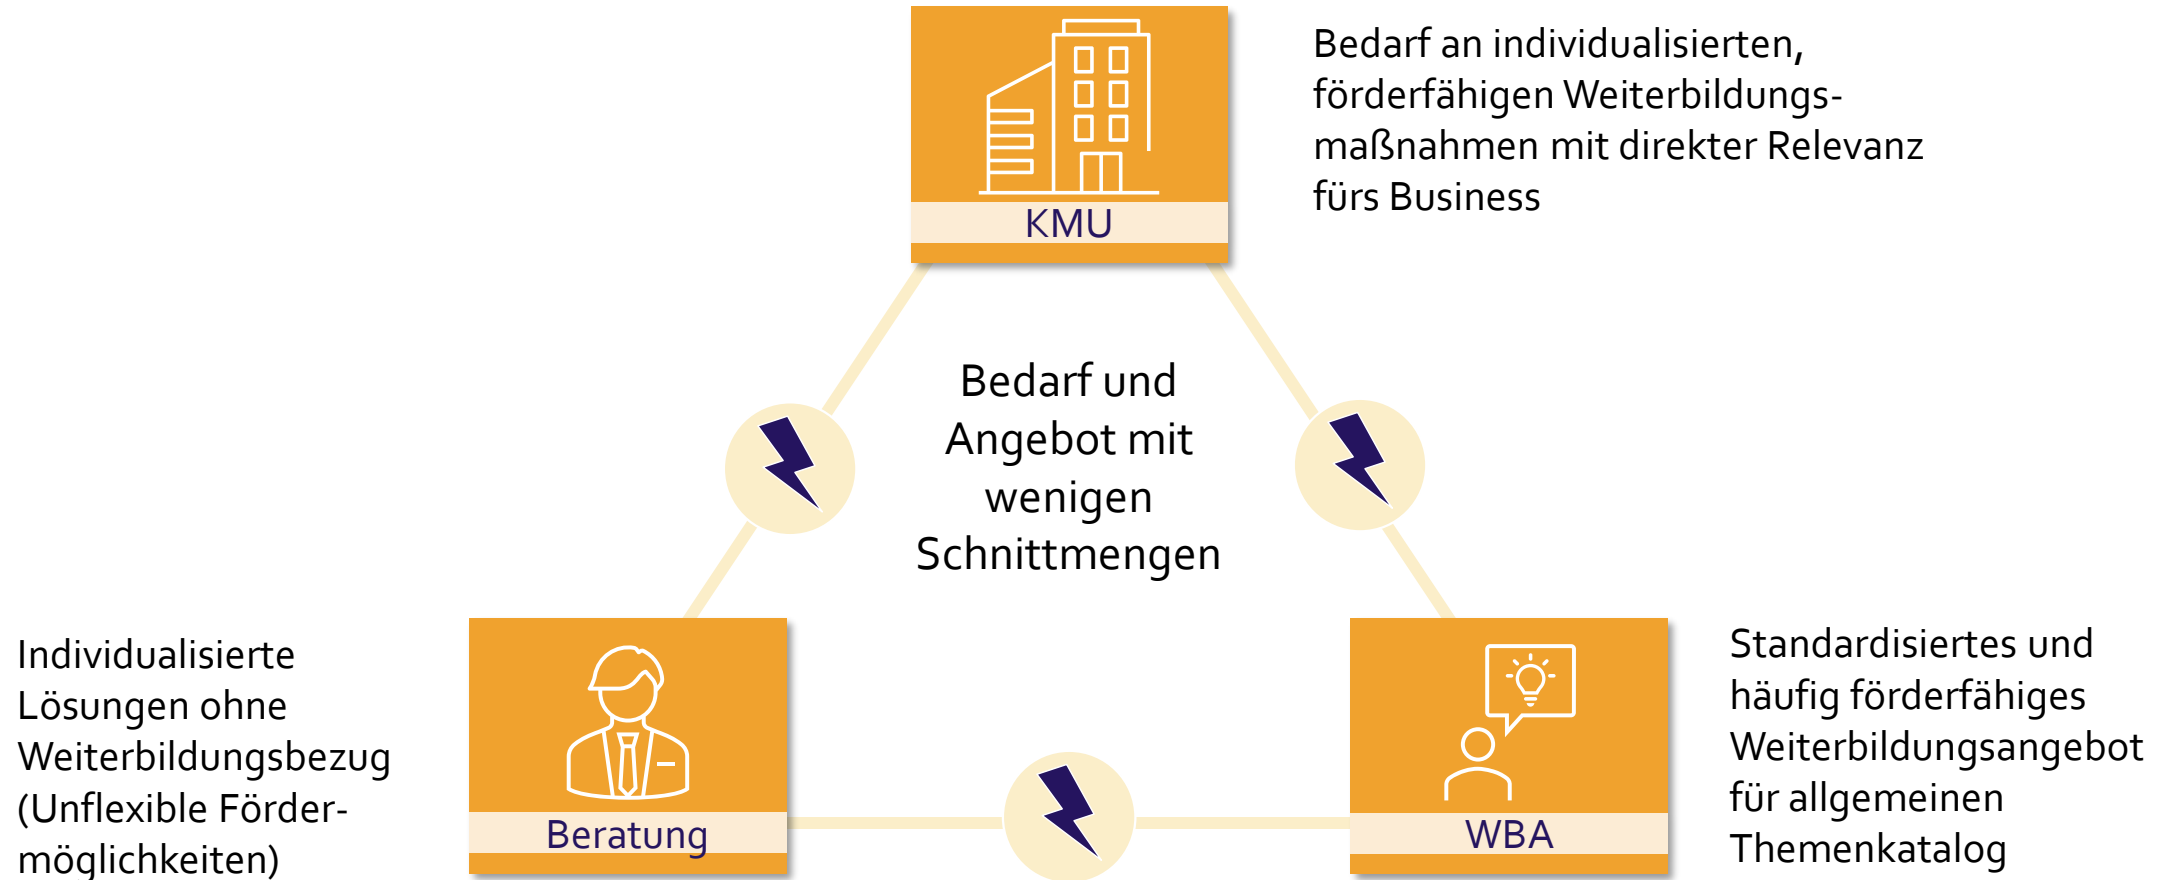 KMU
Bedarf an individualisierten,
förderfähigen Weiterbildungs-
maßnahmen mit direkter Relevanz
fürs Business
Bedarf und
Angebot mit
wenigen
Schnittmengen
Individualisierte
Lösungen ohne
Weiterbildungsbezug
(Unflexible Förder-
möglichkeiten)
Beratung
WBA
Standardisiertes und
häufig förderfähiges
Weiterbildungsangebot
für allgemeinen
Themenkatalog